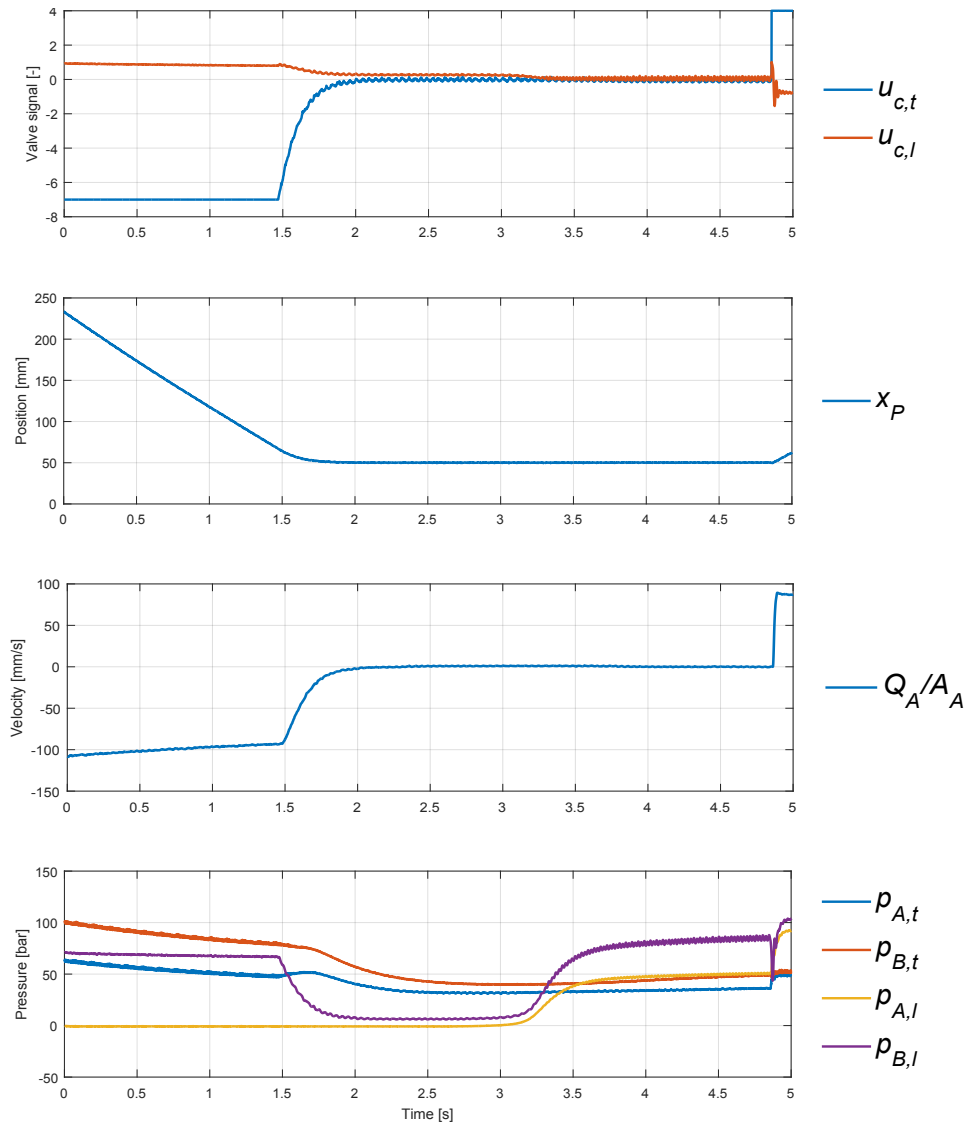 4
2
0
-2
-4
-6
-8
Valve signal [-]
0 0.5 1 1.5 2 2.5 3 3.5 4 4.5 5
u_{c,t}
u_{c,l}
250
200
150
100
50
0
Position [mm]
0 0.5 1 1.5 2 2.5 3 3.5 4 4.5 5
x_P
100
50
0
-50
-100
-150
Velocity [mm/s]
0 0.5 1 1.5 2 2.5 3 3.5 4 4.5 5
Q_A/A_A
150
100
50
0
-50
Pressure [bar]
0 0.5 1 1.5 2 2.5 3 3.5 4 4.5 5
Time [s]
p_{A,t}
p_{B,t}
p_{A,l}
p_{B,l}